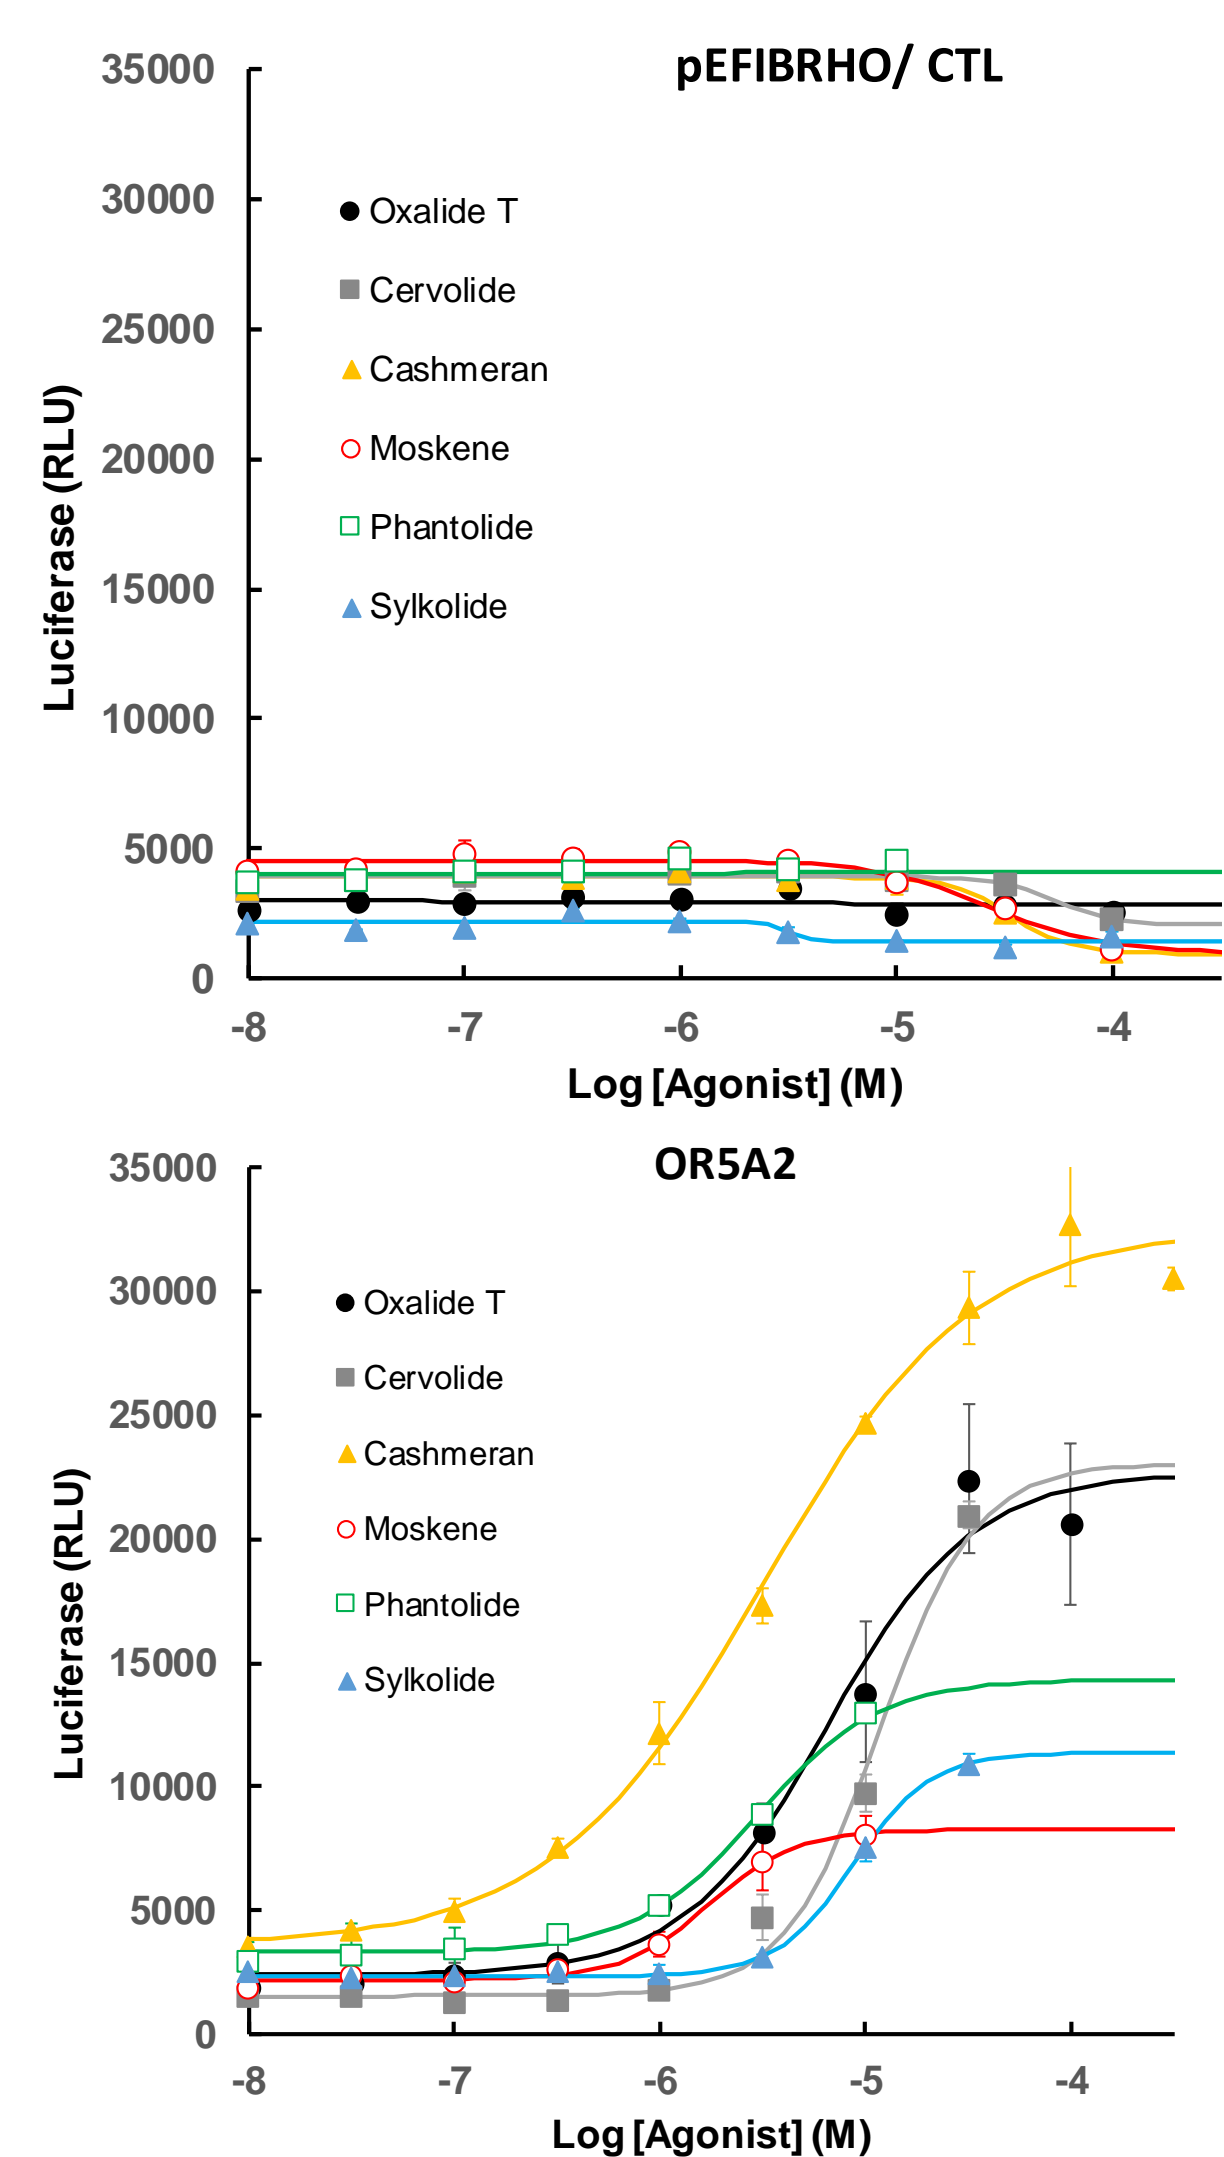 pEFIBRHO/ CTL
35000
30000
25000
20000
15000
10000
5000
0
Luciferase (RLU)
Oxalide T
Cervolide
Cashmeran
Moskene
Phantolide
Sylkolide
-8 -7 -6 -5 -4
Log [Agonist] (M)
OR5A2
35000
30000
25000
20000
15000
10000
5000
0
Luciferase (RLU)
Oxalide T
Cervolide
Cashmeran
Moskene
Phantolide
Sylkolide
-8 -7 -6 -5 -4
Log [Agonist] (M)